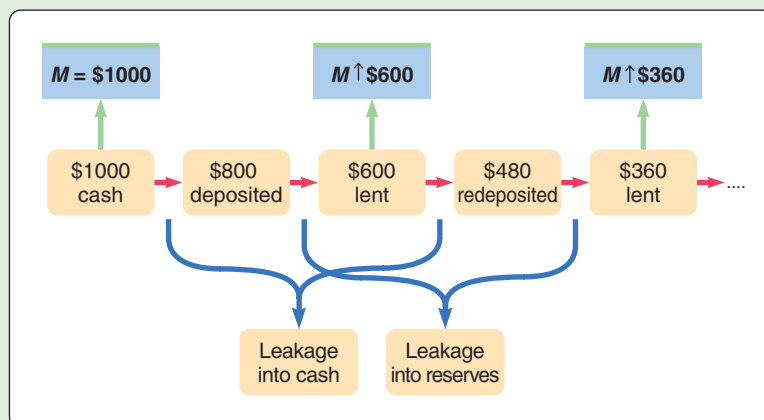 M = $1000
M ↑ $600
M ↑ $360
$1000
cash
$800
deposited
$600
lent
$480
redeposited
$360
lent
....
Leakage
into cash
Leakage
into reserves